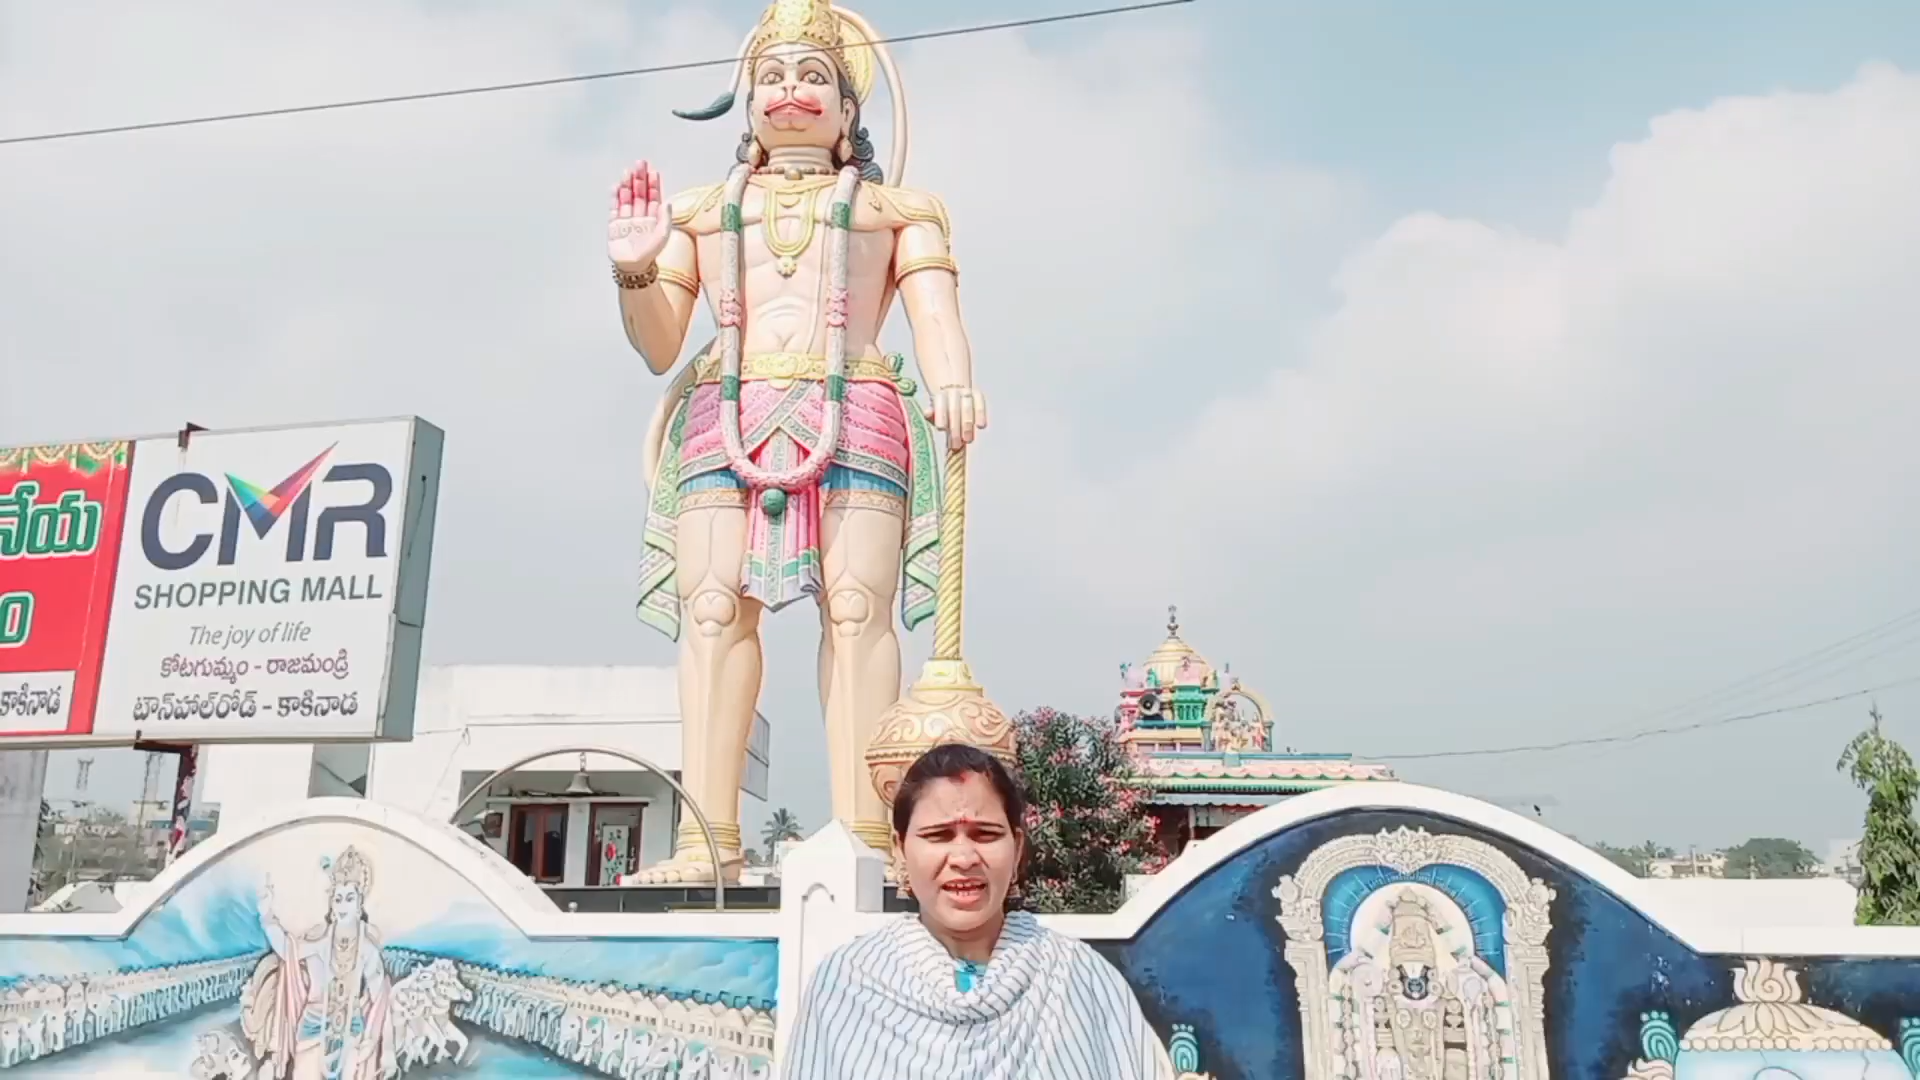 నేయ
ం
కాకినాడ
CMR
SHOPPING MALL
The joy of life
కోటగుమ్మం - రాజమండ్రి
టౌన్‌హాల్‌రోడ్ - కాకినాడ